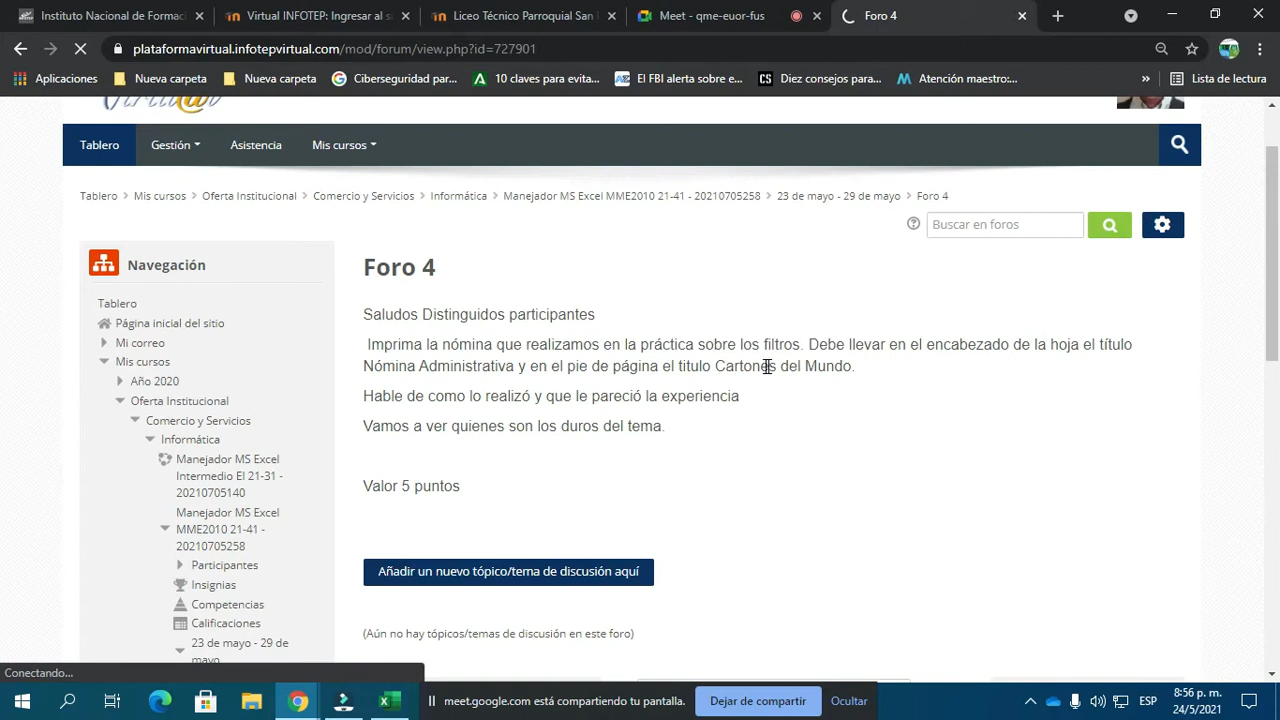 Instituto Nacional de Formaci
Virtual INFOTEP: Ingresar al si
Liceo Técnico Parroquial San
Meet - qme-euor-fus
Foro 4
plataformavirtual.infotepvirtual.com/mod/forum/view.php?id=727901
Aplicaciones
Nueva carpeta
Nueva carpeta
Ciberseguridad par...
10 claves para evita...
El FBI alerta sobre e...
Diez consejos para...
Atención maestro:...
»
Lista de lectura
Tablero
Gestión
Asistencia
Mis cursos
Tablero
Mis cursos
Oferta Institucional
Comercio y Servicios
Informática
Manejador MS Excel MME2010 21-41 - 20210705258
23 de mayo - 29 de mayo
Foro 4
Buscar en foros
Navegación
Tablero
Página inicial del sitio
Mi correo
Mis cursos
Año 2020
Oferta Institucional
Comercio y Servicios
Informática
Manejador MS Excel
Intermedio EI 21-31 -
20210705140
Manejador MS Excel
MME2010 21-41 -
20210705258
Participantes
Insignias
Competencias
Calificaciones
23 de mayo - 29 de
mayo
Foro 4
Saludos Distinguidos participantes
Imprima la nómina que realizamos en la práctica sobre los filtros. Debe llevar en el encabezado de la hoja el título
Nómina Administrativa y en el pie de página el titulo Cartones del Mundo.
Hable de como lo realizó y que le pareció la experiencia
Vamos a ver quienes son los duros del tema.
Valor 5 puntos
Añadir un nuevo tópico/tema de discusión aquí
(Aún no hay tópicos/temas de discusión en este foro)
Conectando...
meet.google.com está compartiendo tu pantalla.
Dejar de compartir
Ocultar
ESP
8:56 p. m.
24/5/2021